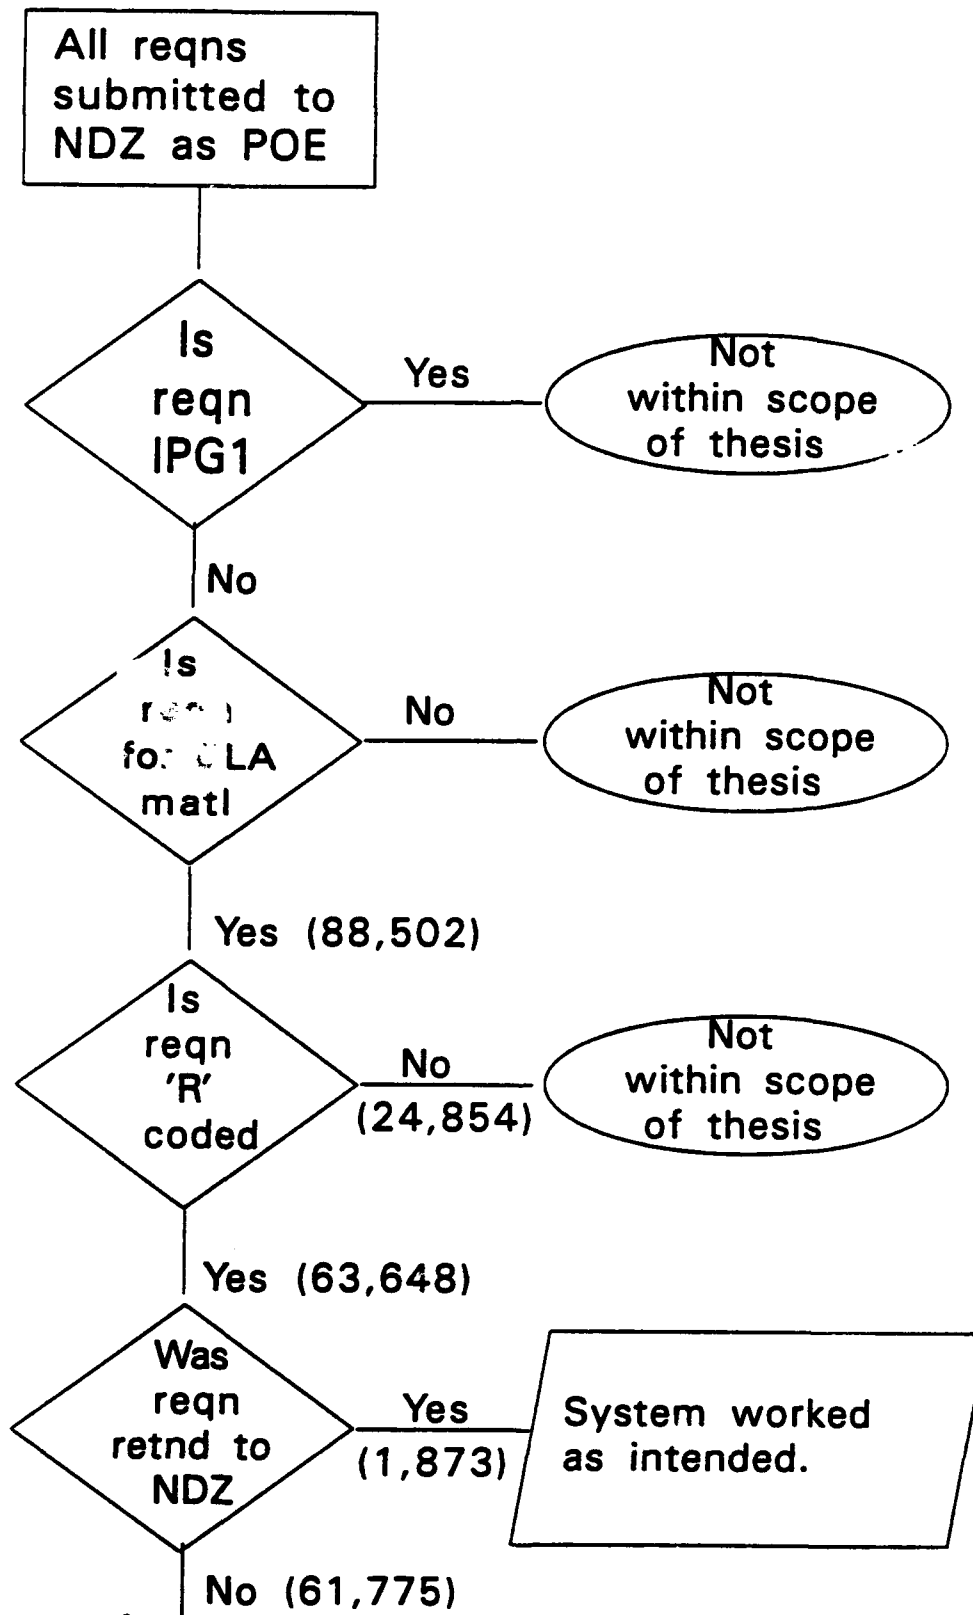 All reqns
submitted to
NDZ as POE
Is
reqn
IPG1
Yes
Not
within scope
of thesis
No
Is
LA
matl
No
Not
within scope
of thesis
Yes (88,502)
Is
reqn
'R'
coded
No
(24,854)
Not
within scope
of thesis
Yes (63,648)
Was
reqn
retnd to
NDZ
Yes
(1,873)
System worked
as intended.
No (61,775)